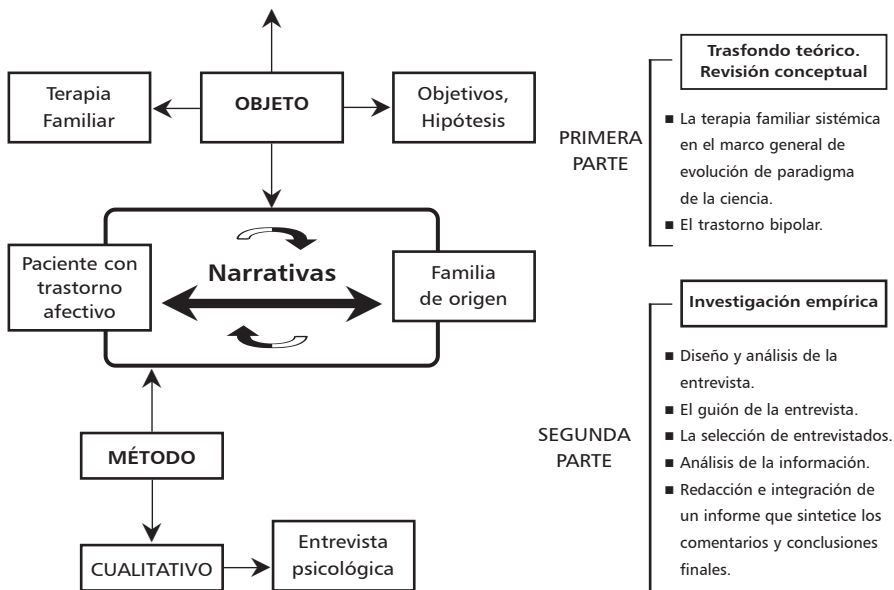 Terapia
Familiar
OBJETO
Objetivos,
Hipótesis
Paciente con
trastorno
afectivo
Narrativas
Familia
de origen
MÉTODO
CUALITATIVO
Entrevista
psicológica
PRIMERA
PARTE
Trasfondo teórico.
Revisión conceptual
■ La terapia familiar sistémica
en el marco general de
evolución de paradigma
de la ciencia.
■ El trastorno bipolar.
SEGUNDA
PARTE
Investigación empírica
■ Diseño y análisis de la
entrevista.
■ El guión de la entrevista.
■ La selección de entrevistados.
■ Análisis de la información.
■ Redacción e integración de
un informe que sintetice los
comentarios y conclusiones
finales.